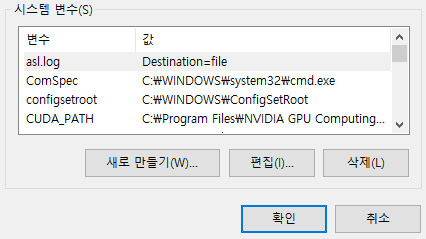 시스템 변수(S)
변수 값
asl.log Destination=file
ComSpec C:₩WINDOWS₩system32₩cmd.exe
configsetroot C:₩WINDOWS₩ConfigSetRoot
CUDA_PATH C:₩Program Files₩NVIDIA GPU Computing...
새로 만들기(W)... 편집(I)... 삭제(L)
확인 취소